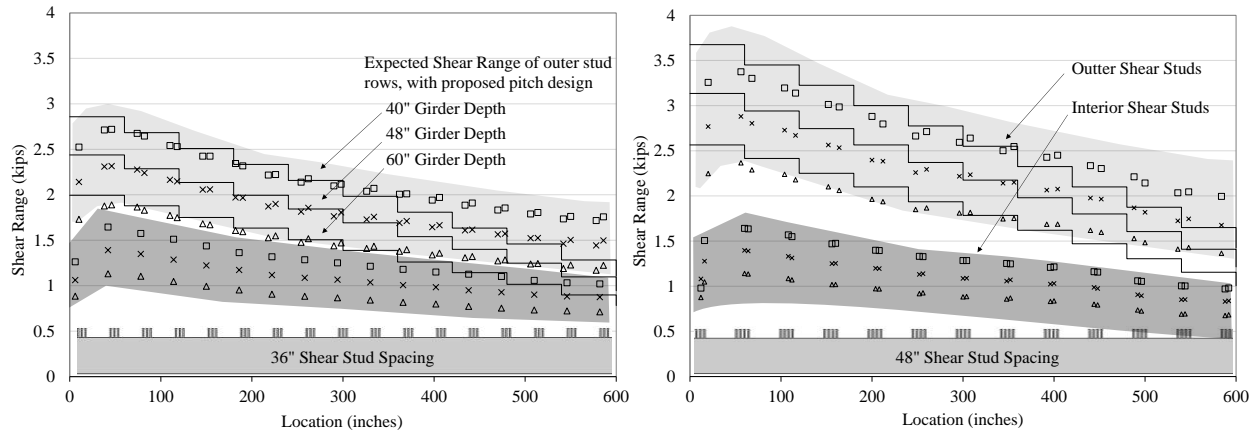 4
3.5
3
2.5
2
1.5
1
0.5
0
Shear Range (kips)
Expected Shear Range of outer stud
rows, with proposed pitch design
40" Girder Depth
48" Girder Depth
60" Girder Depth
36" Shear Stud Spacing
0 100 200 300 400 500 600
Location (inches)
4
3.5
3
2.5
2
1.5
1
0.5
0
Shear Range (kips)
Outter Shear Studs
Interior Shear Studs
48" Shear Stud Spacing
0 100 200 300 400 500 600
Location (inches)